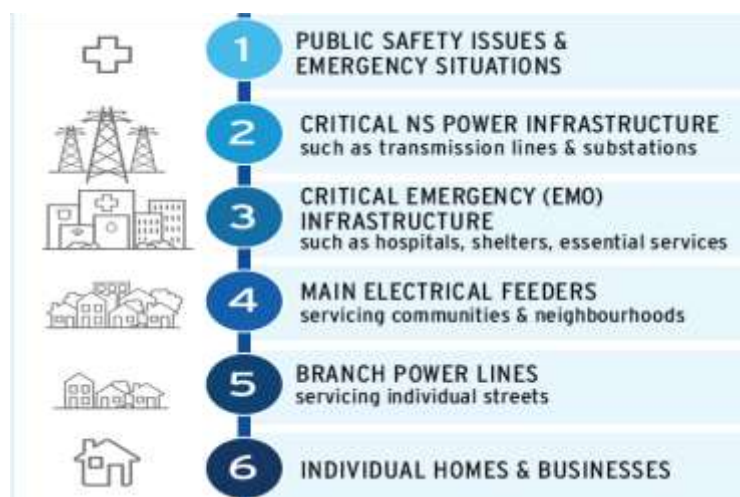 1
PUBLIC SAFETY ISSUES &
EMERGENCY SITUATIONS
2
CRITICAL NS POWER INFRASTRUCTURE
such as transmission lines & substations
3
CRITICAL EMERGENCY (EMO)
INFRASTRUCTURE
such as hospitals, shelters, essential services
4
MAIN ELECTRICAL FEEDERS
servicing communities & neighbourhoods
5
BRANCH POWER LINES
servicing individual streets
6
INDIVIDUAL HOMES & BUSINESSES